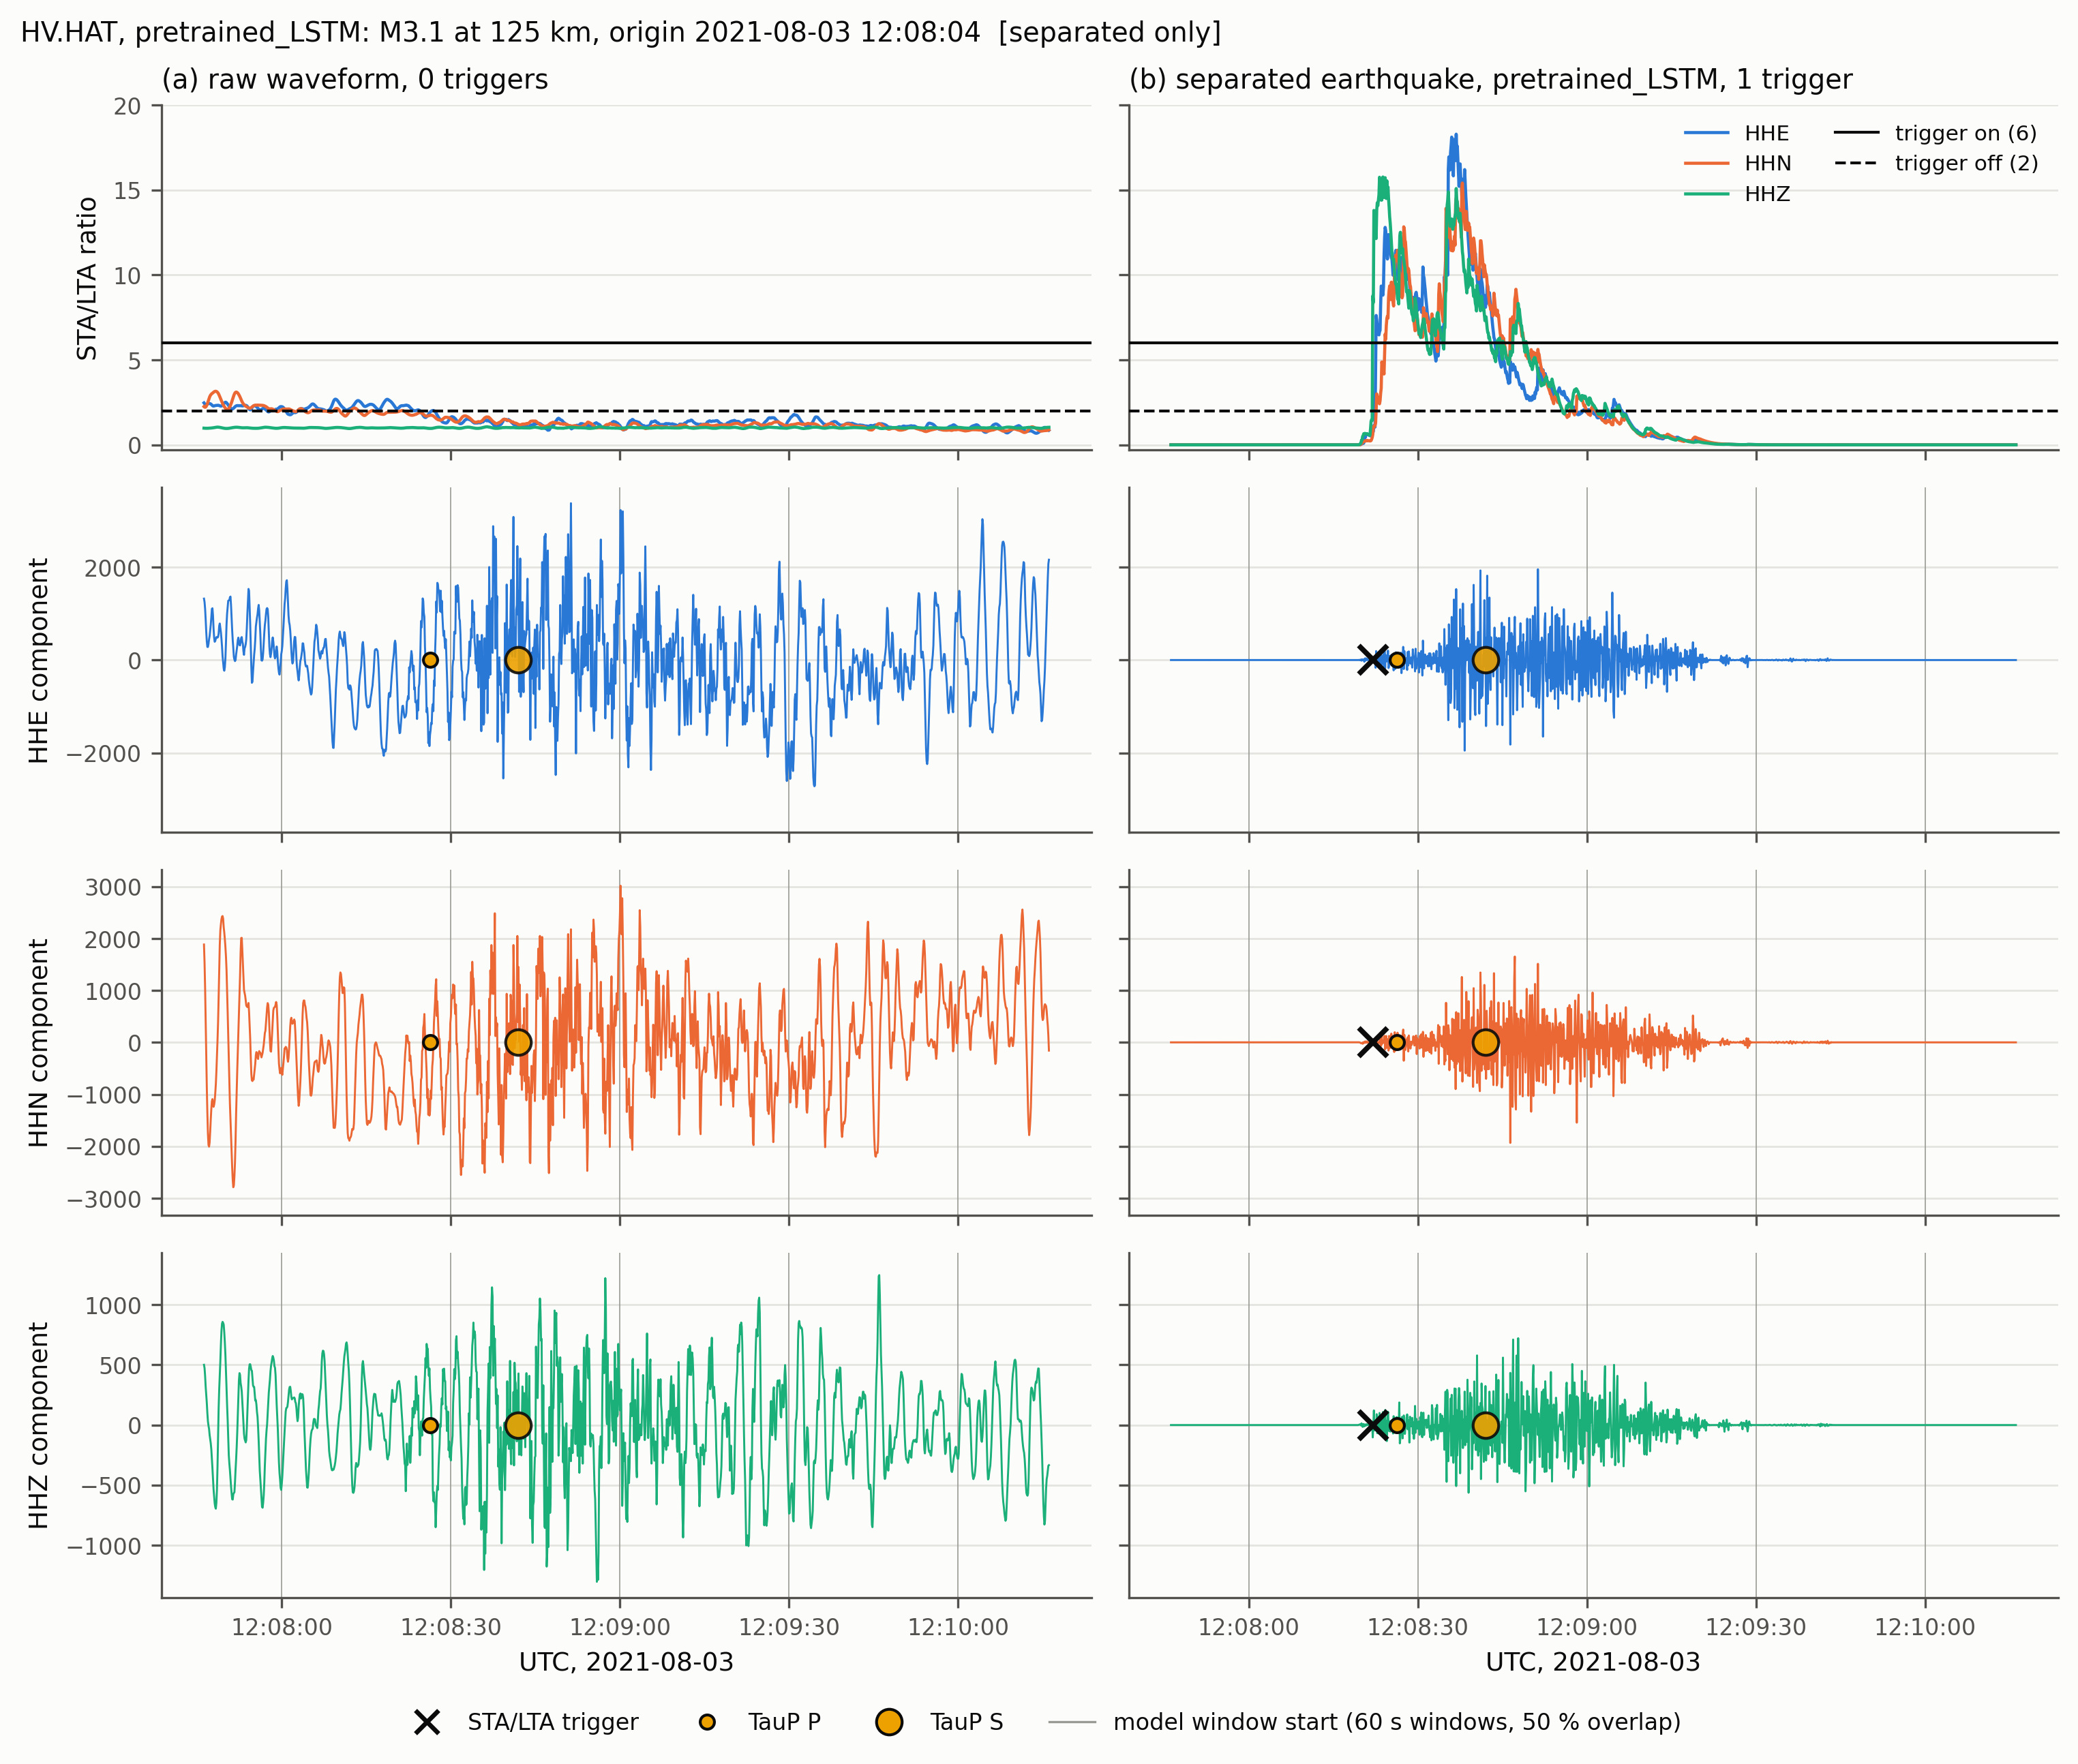 HV.HAT, pretrained_LSTM: M3.1 at 125 km, origin 2021-08-03 12:08:04 [separated only]
(a) raw waveform, 0 triggers
20
15
10
5
0
STA/LTA ratio
(b) separated earthquake, pretrained_LSTM, 1 trigger
HHE
HHN
HHZ
trigger on (6)
trigger off (2)
HHE component
2000
0
−2000
HHN component
3000
2000
1000
0
−1000
−2000
−3000
HHZ component
1000
500
0
−500
−1000
12:08:00 12:08:30 12:09:00 12:09:30 12:10:00
UTC, 2021-08-03
12:08:00 12:08:30 12:09:00 12:09:30 12:10:00
UTC, 2021-08-03
STA/LTA trigger TauP P TauP S model window start (60 s windows, 50 % overlap)